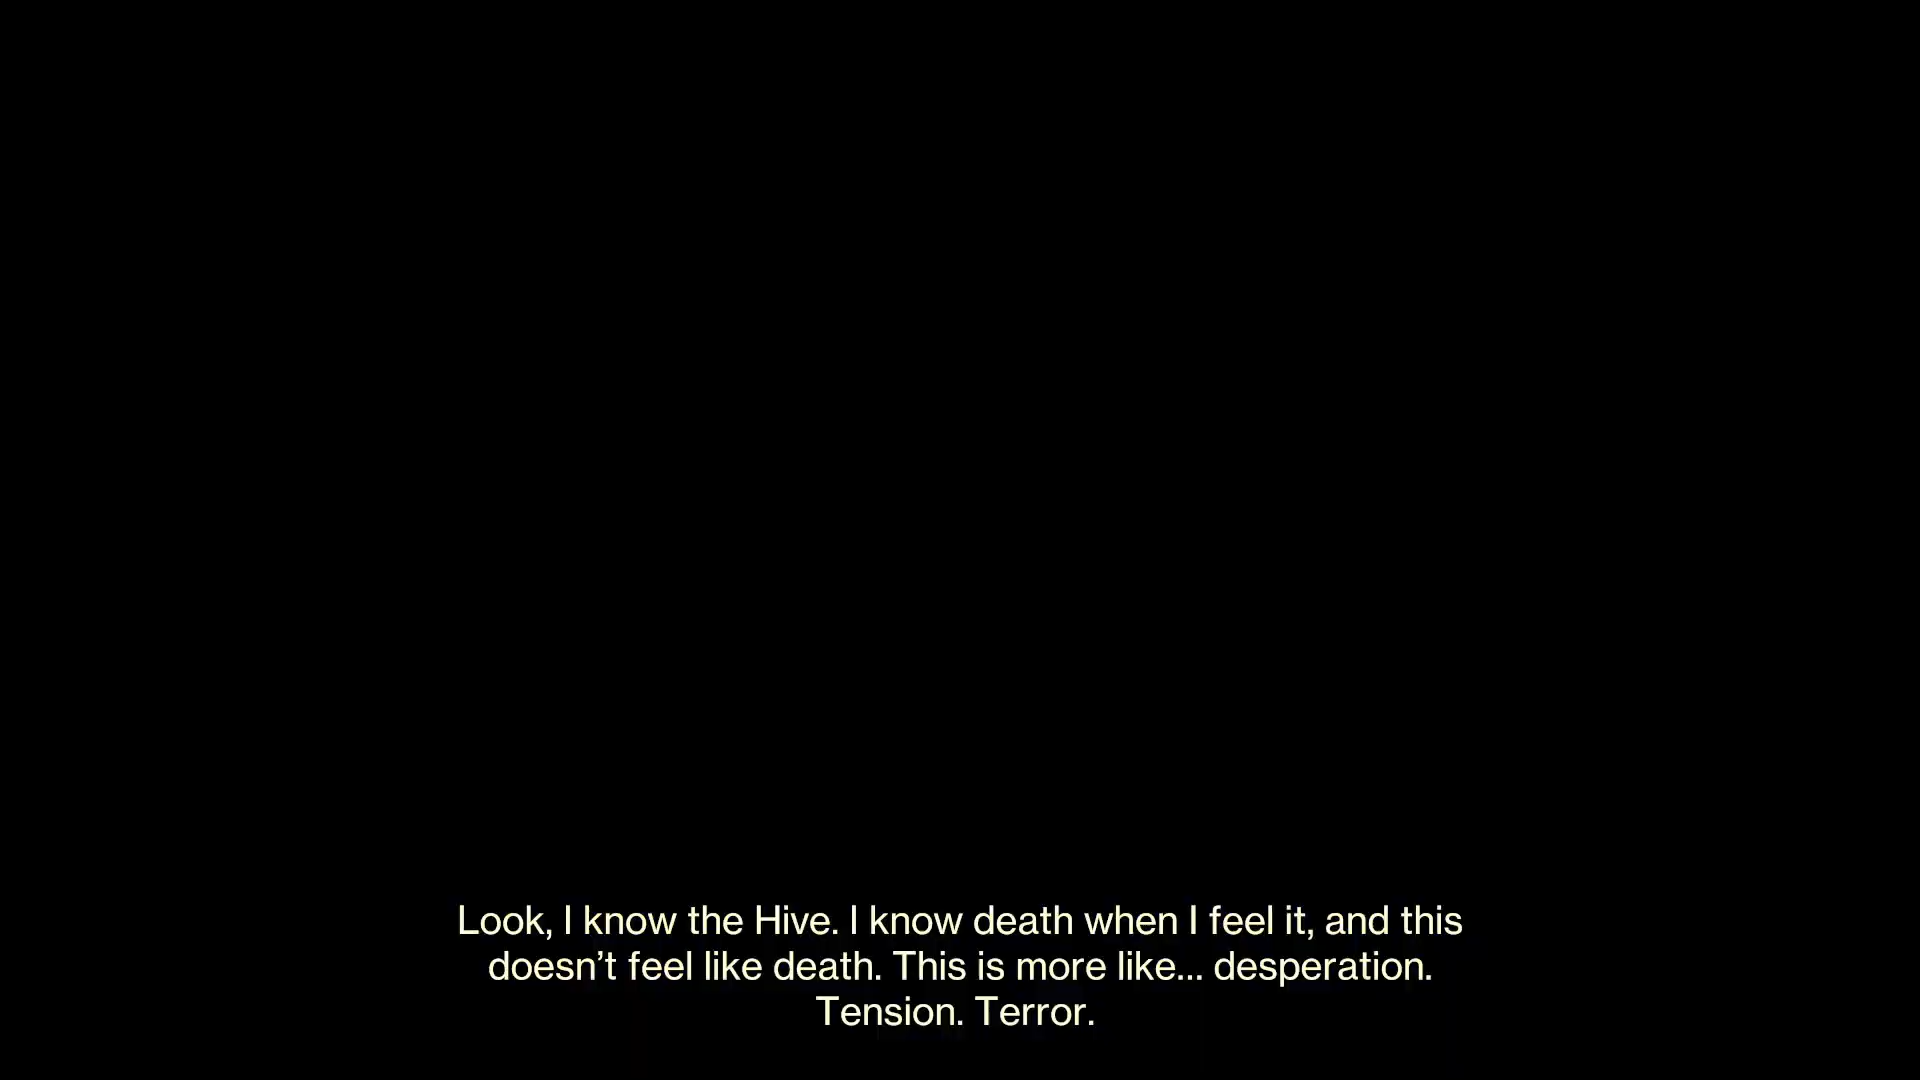 Look, I know the Hive. I know death when I feel it, and this
doesn’t feel like death. This is more like... desperation.
Tension. Terror.